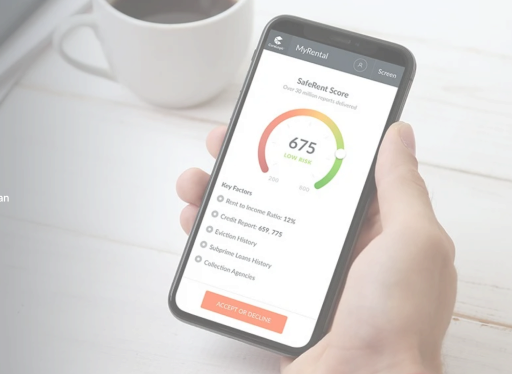 an
MyRental
Screen
SafeRent Score
Over 30 million reports delivered
675
LOW RISK
200
900
Key Factors
Rent to Income Ratio: 12%
Credit Report: 659, 775
Eviction History
Subprime Loans History
Collection Agencies
ACCEPT OR DECLINE